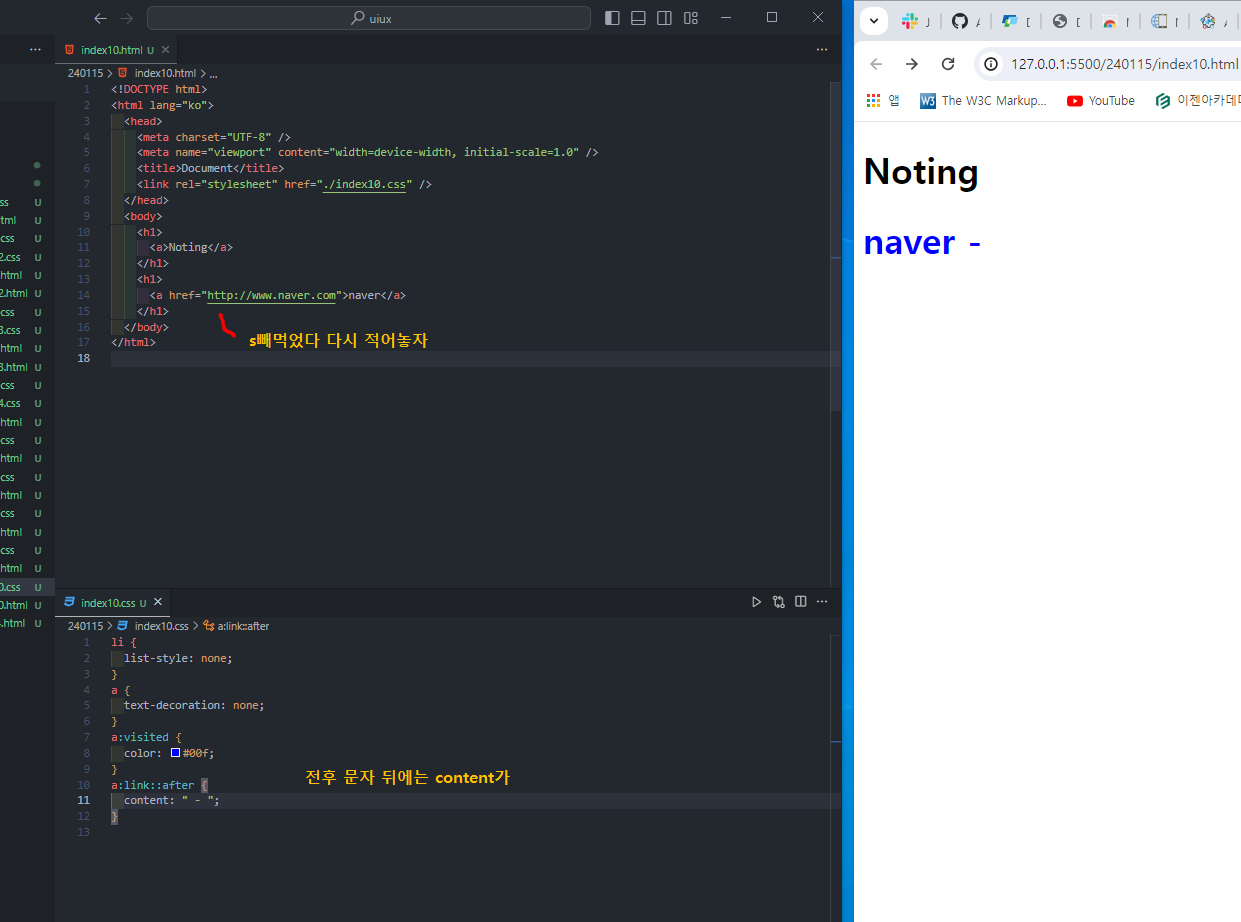 uiux
index10.html U
240115 > index10.html > ...
1 <!DOCTYPE html>
2 <html lang="ko">
3 <head>
4 <meta charset="UTF-8" />
5 <meta name="viewport" content="width=device-width, initial-scale=1.0" />
6 <title>Document</title>
7 <link rel="stylesheet" href="./index10.css" />
8 </head>
9 <body>
10 <h1>
11 <a>Noting</a>
12 </h1>
13 <h1>
14 <a href="http://www.naver.com">naver</a>
15 </h1>
16 </body>
17 </html>
18
s빼먹었다 다시 적어놓자
ss U
tml U
css U
2.css U
html U
2.html U
css U
3.css U
html U
3.html U
css U
4.css U
html U
css U
html U
css U
html U
css U
html U
css U
html U
0.css U
0.html U
.html U
index10.css U
240115 > index10.css > a:link::after
1 li {
2 list-style: none;
3 }
4 a {
5 text-decoration: none;
6 }
7 a:visited {
8 color: #00f;
9 }
10 a:link::after {
11 content: " - ";
12 }
13
전후 문자 뒤에는 content가
127.0.0.1:5500/240115/index10.html
앱 The W3C Markup... YouTube 이젠아카데미
Noting
naver -